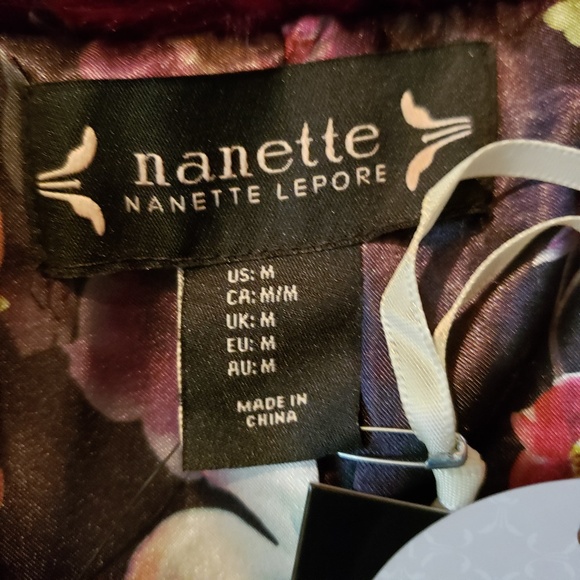 nanette
NANETTE LEPORE
US: M
CA: M/M
UK: M
EU: M
AU: M
MADE IN
CHINA